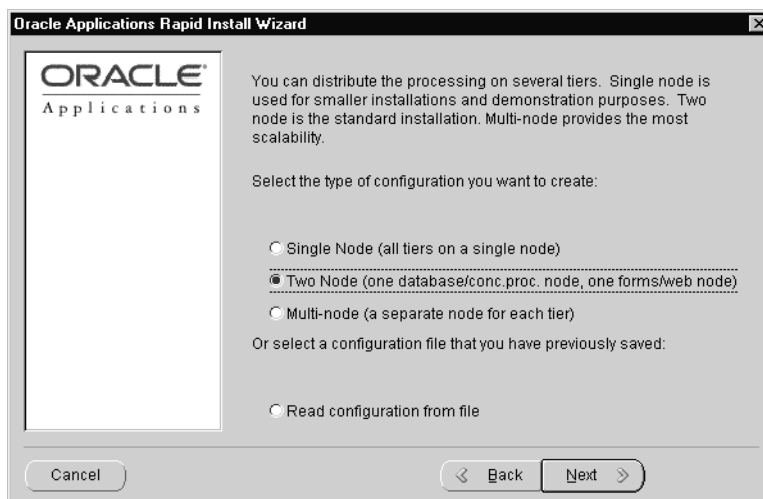 Oracle Applications Rapid Install Wizard
ORACLE
Applications
You can distribute the processing on several tiers. Single node is
used for smaller installations and demonstration purposes. Two
node is the standard installation. Multi-node provides the most
scalability.
Select the type of configuration you want to create:
Single Node (all tiers on a single node)
Two Node (one database/conc.proc. node, one forms/web node)
Multi-node (a separate node for each tier)
Or select a configuration file that you have previously saved:
Read configuration from file
Cancel
Back
Next